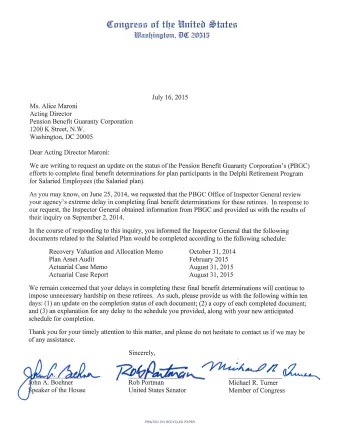 Congress of the United States
Washington, DC 20515
July 16, 2015
Ms. Alice Maroni
Acting Director
Pension Benefit Guaranty Corporation
1200 K Street, N.W.
Washington, DC 20005
Dear Acting Director Maroni:
We are writing to request an update on the status of the Pension Benefit Guaranty Corporation's (PBGC)
efforts to complete final benefit determinations for plan participants in the Delphi Retirement Program
for Salaried Employees (the Salaried plan).
As you may know, on June 25, 2014, we requested that the PBGC Office of Inspector General review
your agency's extreme delay in completing final benefit determinations for these retirees. In response to
our request, the Inspector General obtained information from PBGC and provided us with the results of
their inquiry on September 2, 2014.
In the course of responding to this inquiry, you informed the Inspector General that the following
documents related to the Salaried Plan would be completed according to the following schedule:
Recovery Valuation and Allocation Memo October 31, 2014
Plan Asset Audit February 2015
Actuarial Case Memo August 31, 2015
Actuarial Case Report August 31, 2015
We remain concerned that your delays in completing these final benefit determinations will continue to
impose unnecessary hardship on these retirees. As such, please provide us with the following within ten
days: (1) an update on the completion status of each document; (2) a copy of each completed document;
and (3) an explanation for any delay to the schedule you provided, along with your new anticipated
schedule for completion.
Thank you for your timely attention to this matter, and please do not hesitate to contact us if we may be
of any assistance.
Sincerely,
John A. Boehner Rob Portman Michael R. Turner
Speaker of the House United States Senator Member of Congress
PRINTED ON RECYCLED PAPER